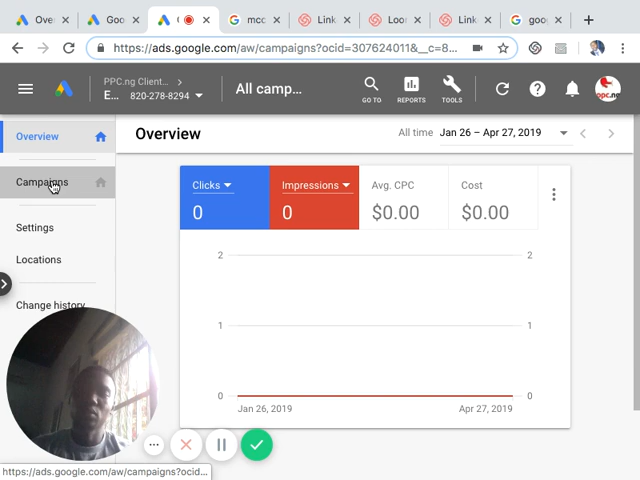 Ove
Goo
G
mcc
Link
Loo
Link
goo
https://ads.google.com/aw/campaigns?ocid=307624011&__c=8...
PPC.ng Client...
E... 820-278-8294
All camp...
GO TO
REPORTS
TOOLS
ppc.ng
Overview
Campaigns
Settings
Locations
Change history
Overview
All time Jan 26 – Apr 27, 2019
Clicks
0
Impressions
0
Avg. CPC
$0.00
Cost
$0.00
2
2
1
1
0
0
Jan 26, 2019
Apr 27, 2019
https://ads.google.com/aw/campaigns?ocid...